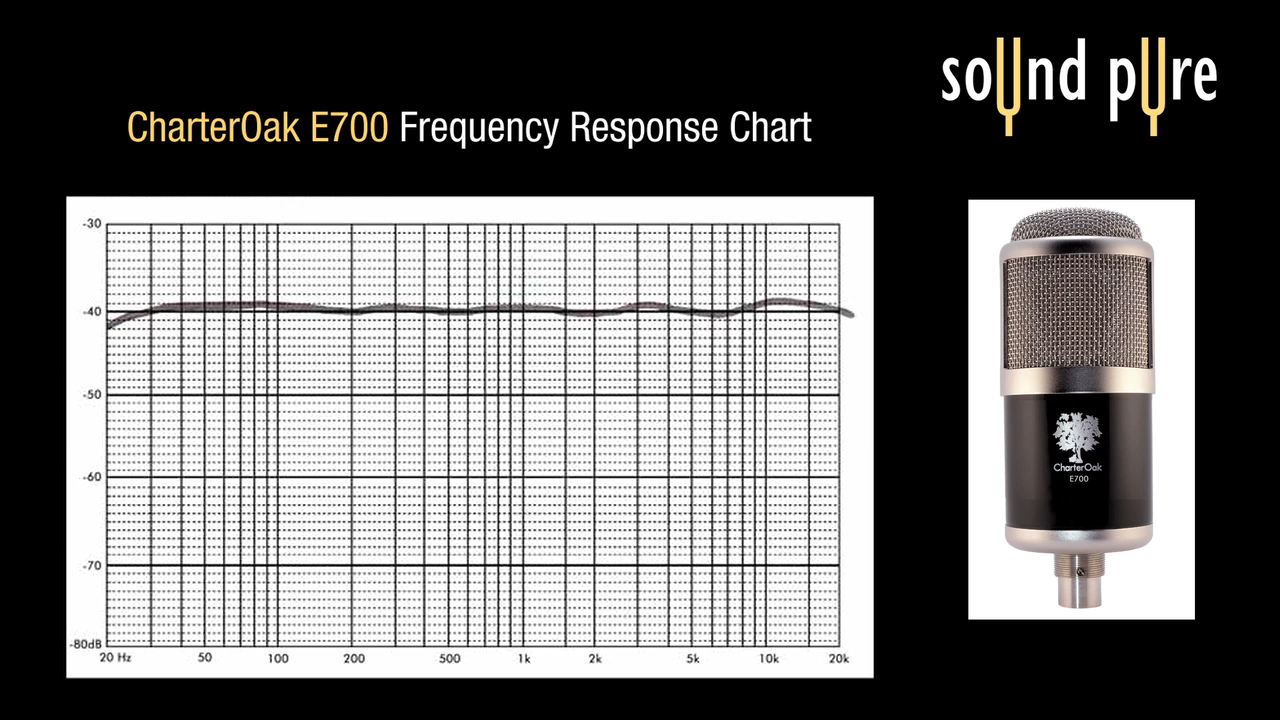 sound pure
CharterOak E700 Frequency Response Chart
-30
-40
-50
-60
-70
-80dB
20 Hz 50 100 200 500 1k 2k 5k 10k 20k
CharterOak
E700